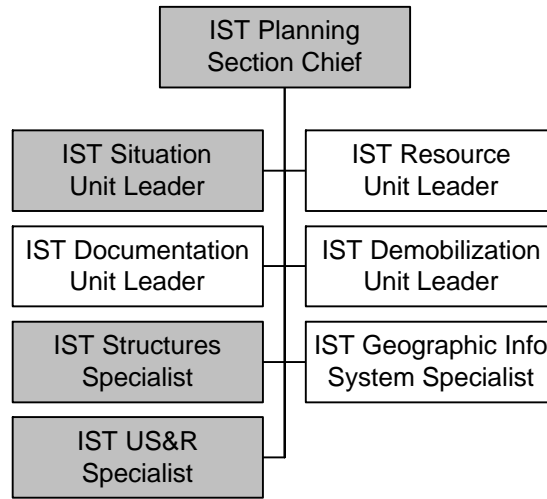 IST Planning
Section Chief
IST Situation
Unit Leader
IST Resource
Unit Leader
IST Documentation
Unit Leader
IST Demobilization
Unit Leader
IST Structures
Specialist
IST Geographic Info
System Specialist
IST US&R
Specialist